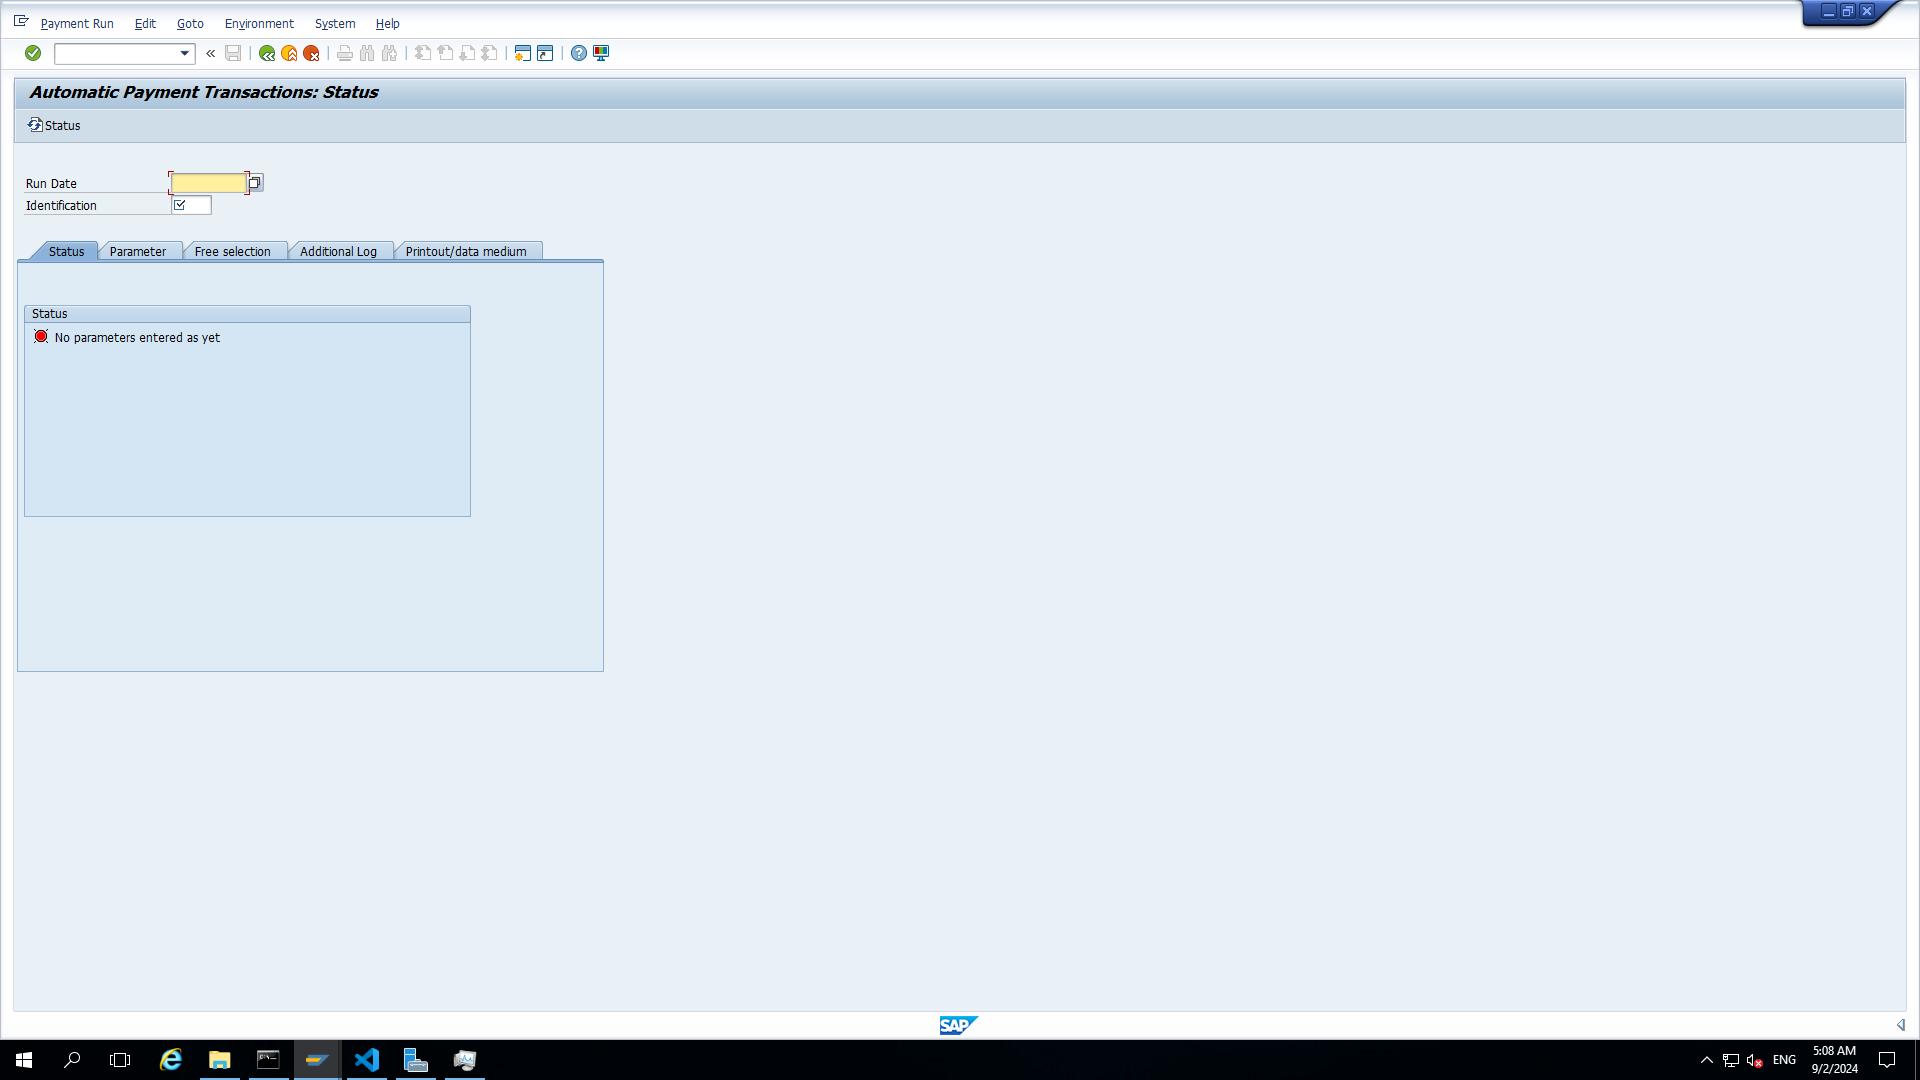 Payment Run Edit Goto Environment System Help
Automatic Payment Transactions: Status
Status
Run Date
Identification
Status Parameter Free selection Additional Log Printout/data medium
Status
No parameters entered as yet
SAP
ENG
5:08 AM
9/2/2024